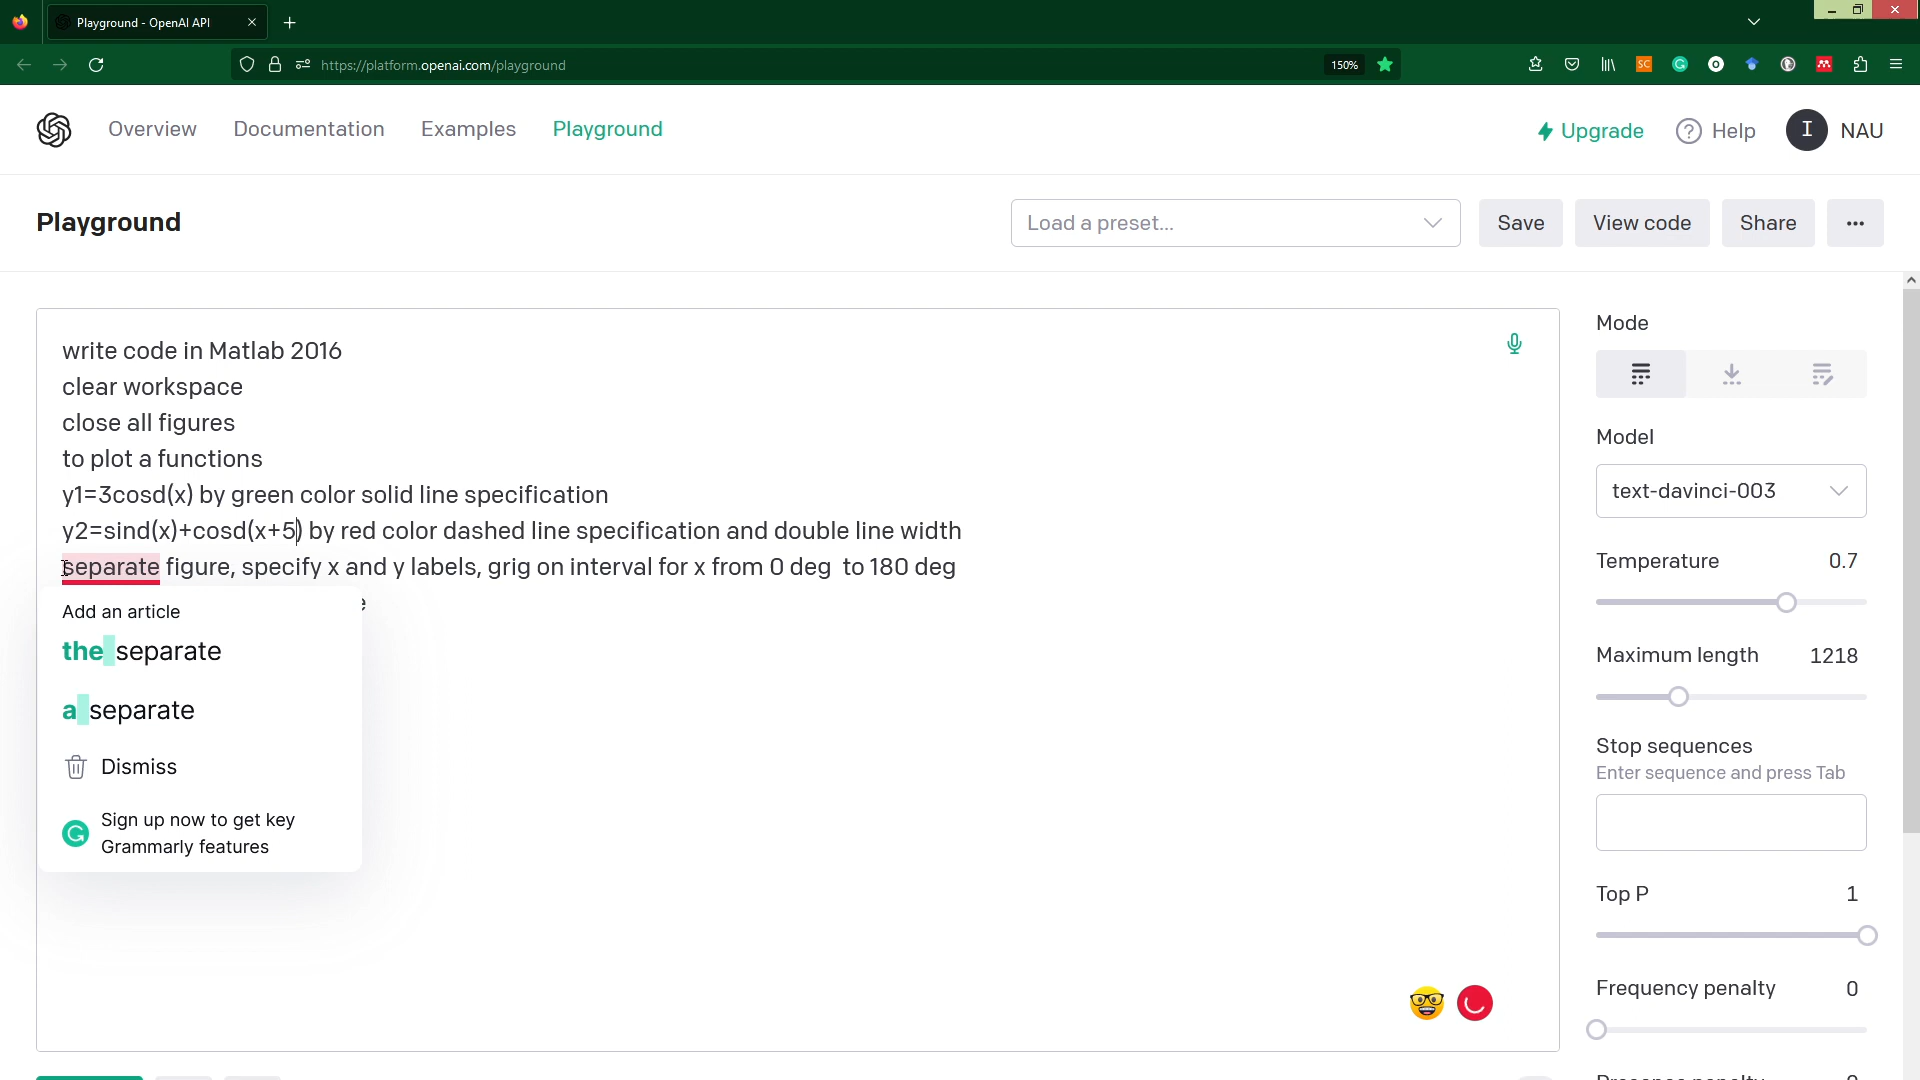 Playground - OpenAI API
https://platform.openai.com/playground
150%
SC
Overview
Documentation
Examples
Playground
Upgrade
Help
I
NAU
Playground
Load a preset...
Save
View code
Share
write code in Matlab 2016
clear workspace
close all figures
to plot a functions
y1=3cosd(x) by green color solid line specification
y2=sind(x)+cosd(x+5) by red color dashed line specification and double line width
separate figure, specify x and y labels, grig on interval for x from 0 deg  to 180 deg
Add an article
the separate
a separate
Dismiss
Sign up now to get key
Grammarly features
Mode
Model
text-davinci-003
Temperature 0.7
Maximum length 1218
Stop sequences
Enter sequence and press Tab
Top P 1
Frequency penalty 0